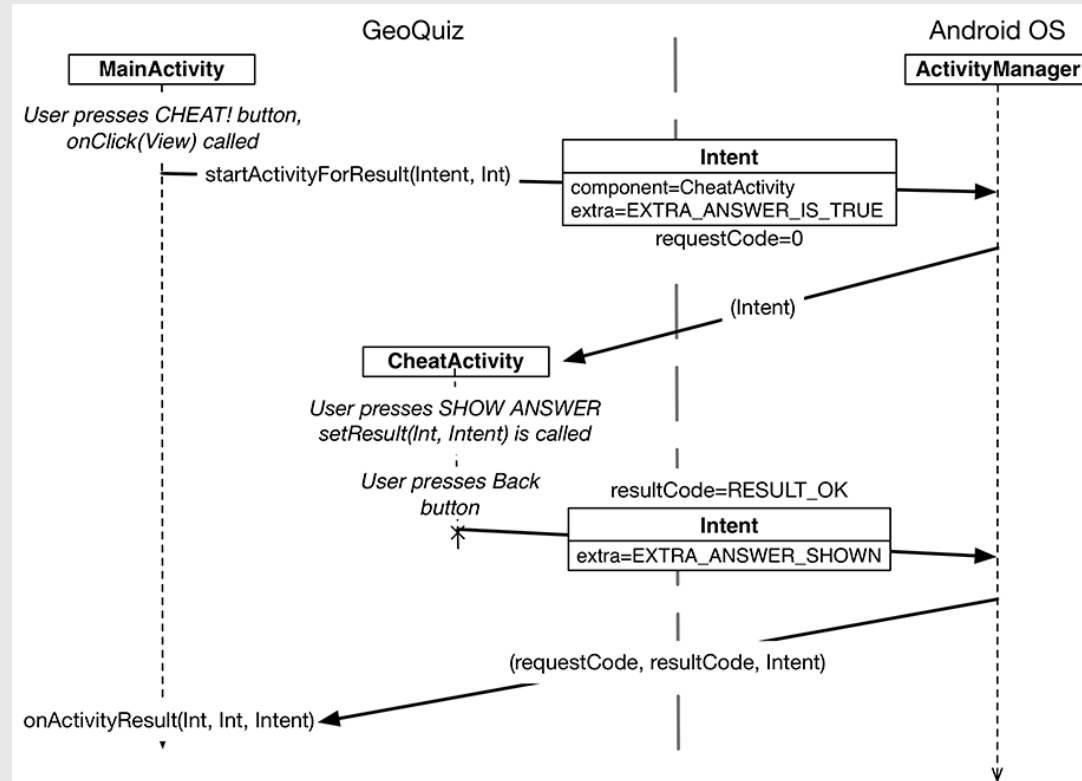 GeoQuiz
Android OS
MainActivity
ActivityManager
User presses CHEAT! button,
onClick(View) called
startActivityForResult(Intent, Int)
Intent
component=CheatActivity
extra=EXTRA_ANSWER_IS_TRUE
requestCode=0
(Intent)
CheatActivity
User presses SHOW ANSWER
setResult(Int, Intent) is called
User presses Back
button
resultCode=RESULT_OK
Intent
extra=EXTRA_ANSWER_SHOWN
(requestCode, resultCode, Intent)
onActivityResult(Int, Int, Intent)